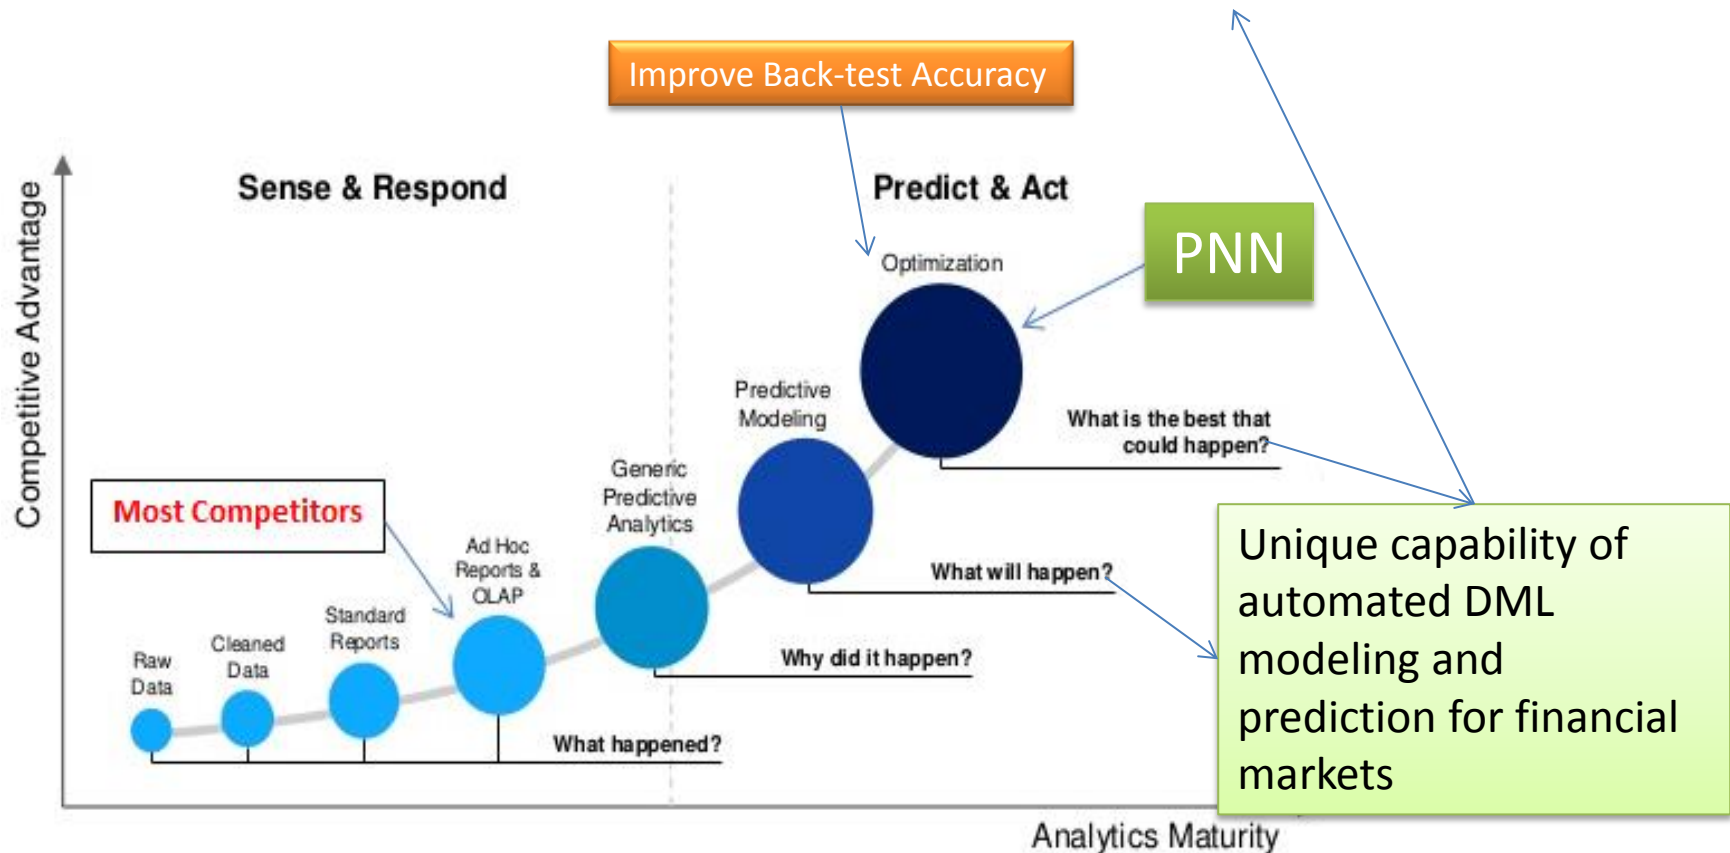 Improve Back-test Accuracy
Sense & Respond
Predict & Act
PNN
Optimization
Competitive Advantage
Predictive
Modeling
What is the best that
could happen?
Generic
Predictive
Analytics
Most Competitors
Ad Hoc
Reports &
OLAP
What will happen?
Unique capability of
automated DML
modeling and
prediction for financial
markets
Standard
Reports
Cleaned
Data
Raw
Data
Why did it happen?
What happened?
Analytics Maturity